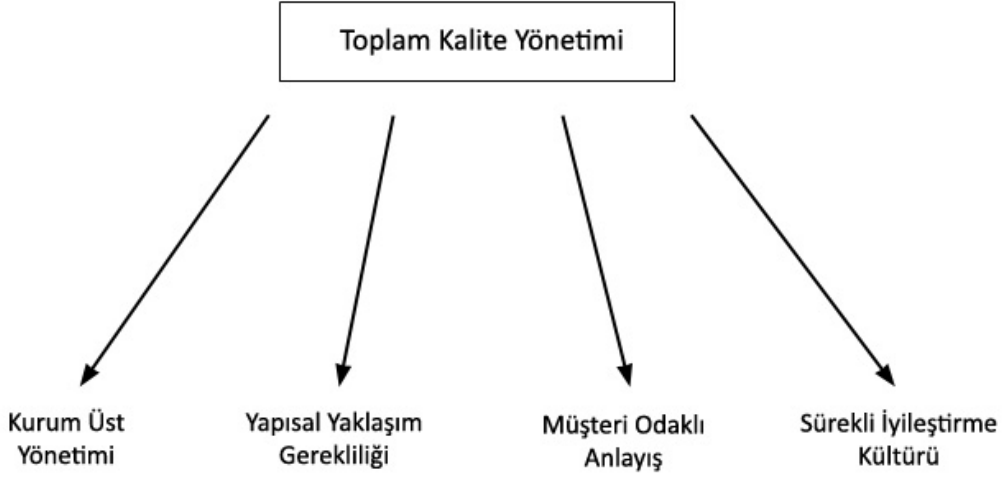 Toplam Kalite Yönetimi
Kurum Üst
Yönetimi
Yapısal Yaklaşım
Gerekliliği
Müşteri Odaklı
Anlayış
Sürekli İyileştirme
Kültürü